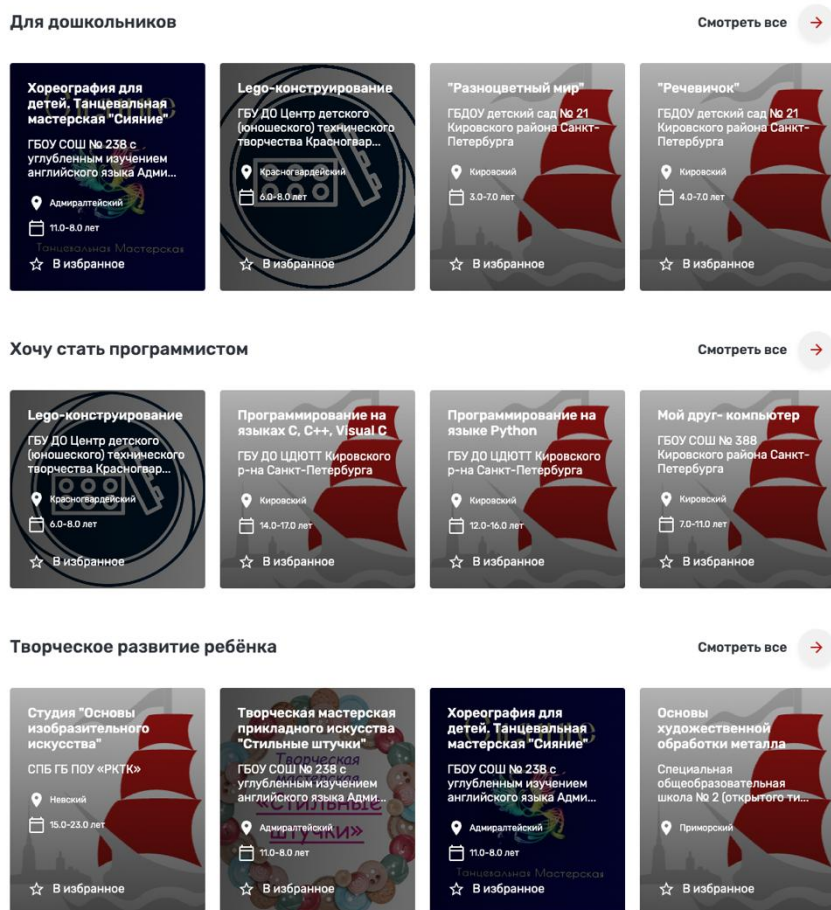 Для дошкольников
Смотреть все
Хореография для
детей. Танцевальная
мастерская "Сияние"
ГБОУ СОШ № 238 с
углубленным изучением
английского языка Адми...
Адмиралтейский
11.0-8.0 лет
Танцевальная Мастерская
В избранное
Lego-конструирование
ГБУ ДО Центр детского
(юношеского) технического
творчества Красногвар...
Красногвардейский
6.0-8.0 лет
В избранное
"Разноцветный мир"
ГБДОУ детский сад № 21
Кировского района Санкт-
Петербурга
Кировский
3.0-7.0 лет
В избранное
"Речевичок"
ГБДОУ детский сад № 21
Кировского района Санкт-
Петербурга
Кировский
4.0-7.0 лет
В избранное
Хочу стать программистом
Смотреть все
Lego-конструирование
ГБУ ДО Центр детского
(юношеского) технического
творчества Красногвар...
Красногвардейский
6.0-8.0 лет
В избранное
Программирование на
языках C, C++, Visual C
ГБУ ДО ЦДЮТТ Кировского
р-на Санкт-Петербурга
Кировский
14.0-17.0 лет
В избранное
Программирование на
языке Python
ГБУ ДО ЦДЮТТ Кировского
р-на Санкт-Петербурга
Кировский
12.0-16.0 лет
В избранное
Мой друг- компьютер
ГБОУ СОШ № 388
Кировского района Санкт-
Петербурга
Кировский
7.0-11.0 лет
В избранное
Творческое развитие ребёнка
Смотреть все
Студия "Основы
изобразительного
искусства"
СПБ ГБ ПОУ «РКТК»
Невский
15.0-23.0 лет
В избранное
Творческая мастерская
прикладного искусства
"Стильные штучки"
Творческая
мастерская
ГБОУ СОШ № 238 с
углубленным изучением
английского языка Адми...
«Стильные
штучки»
Адмиралтейский
11.0-8.0 лет
В избранное
Хореография для
детей. Танцевальная
мастерская "Сияние"
ГБОУ СОШ № 238 с
углубленным изучением
английского языка Адми...
Адмиралтейский
11.0-8.0 лет
Танцевальная Мастерская
В избранное
Основы
художественной
обработки металла
Специальная
общеобразовательная
школа № 2 (открытого ти...
Приморский
В избранное